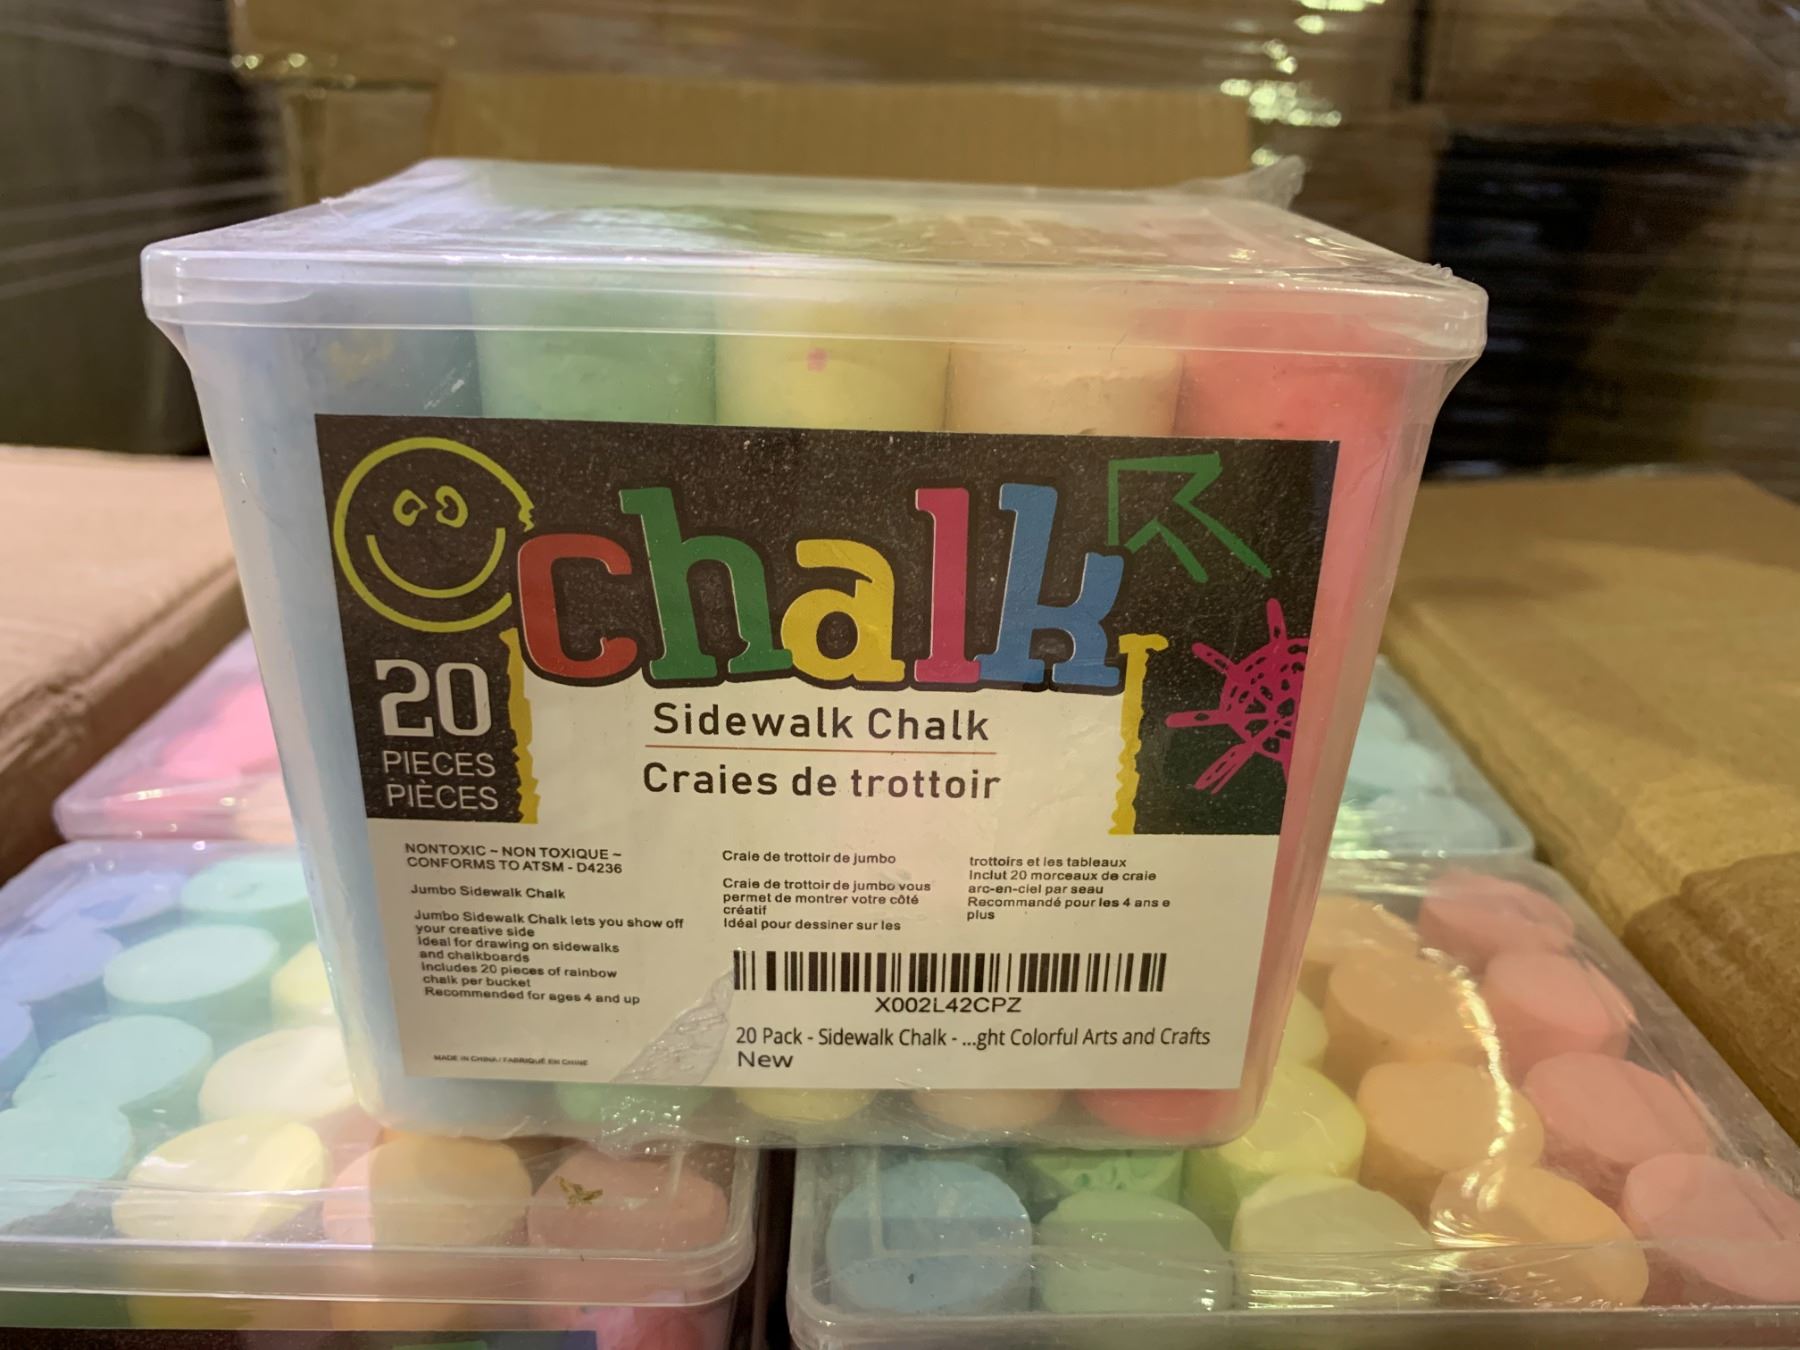 chalk
20
PIECES
PIÈCES
Sidewalk Chalk
Craies de trottoir
NONTOXIC ~ NON TOXIQUE ~
CONFORMS TO ATSM - D4236
Jumbo Sidewalk Chalk
Jumbo Sidewalk Chalk lets you show off
your creative side
Ideal for drawing on sidewalks
and chalkboards
Includes 20 pieces of rainbow
chalk per bucket
Recommended for ages 4 and up
MADE IN CHINA / FABRIQUÉ EN CHINE
Craie de trottoir de jumbo
Craie de trottoir de jumbo vous
permet de montrer votre côté
créatif
Idéal pour dessiner sur les
trottoirs et les tableaux
Inclut 20 morceaux de craie
arc-en-ciel par seau
Recommandé pour les 4 ans e
plus
X002L42CPZ
20 Pack - Sidewalk Chalk - ...ght Colorful Arts and Crafts
New